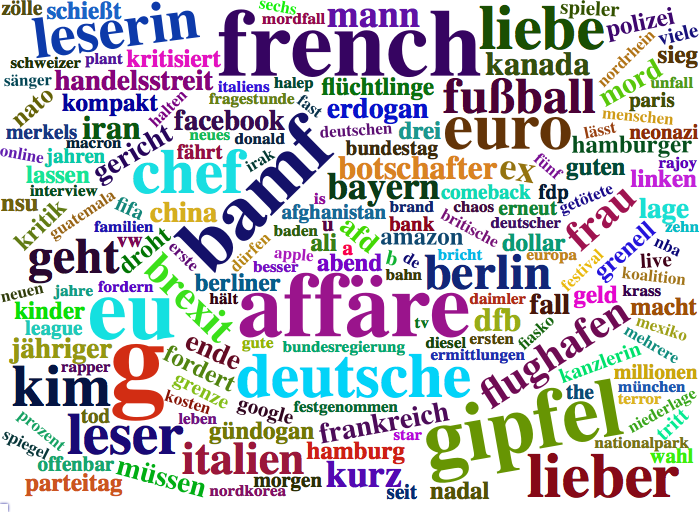 zölle
schießt
leserin
sechs
mordfall
mann
french
liebe
spieler
polizei
viele
sieg
schweizer
plant
kritisiert
kanada
nordrhein
sänger
handelsstreit
italiens
halep
flüchtlinge
fußball
mord
unfall
paris
nato
kompakt
halten
fragestunde
fast
erdogan
menschen
merkels
iran
macron
gericht
facebook
neues
donald
deutschen
drei
euro
lässt
neonazi
online
jahren
fährt
irak
bundestag
hamburger
lassen
chef
bamf
botschafter
ex
fünf
guten
rajoy
linken
interview
bayern
comeback
fdp
getötete
nsu
kritik
guatemala
fifa
china
is
afghanistan
brand
chaos
erneut
frau
lage
zehn
familien
vw
droht
erste
dürfen
baden
u
ali
afd
a
bank
amazon
britische
deutscher
dollar
grenell
nba
geht
apple
besser
abend
b
de
bahn
bricht
europa
festival
live
koalition
neuen
jahre
fordern
brexit
berliner
hält
affäre
berlin
geld
krass
kinder
league
eu
daimler
fall
macht
mexiko
jähriger
g
ende
gute
bundesregierung
tv
diesel
ersten
dfb
fiasko
flughafen
mehrere
rapper
fordert
ermittlungen
kanzlerin
millionen
kim
grenze
deutsche
the
münchen
terror
prozent
tod
kosten
leben
google
festgenommen
gipfel
niederlage
tritt
spiegel
leser
gündogan
frankreich
star
nationalpark
offenbar
müssen
italien
hamburg
wahl
parteitag
nordkorea
morgen
kurz
seit
nadal
lieber